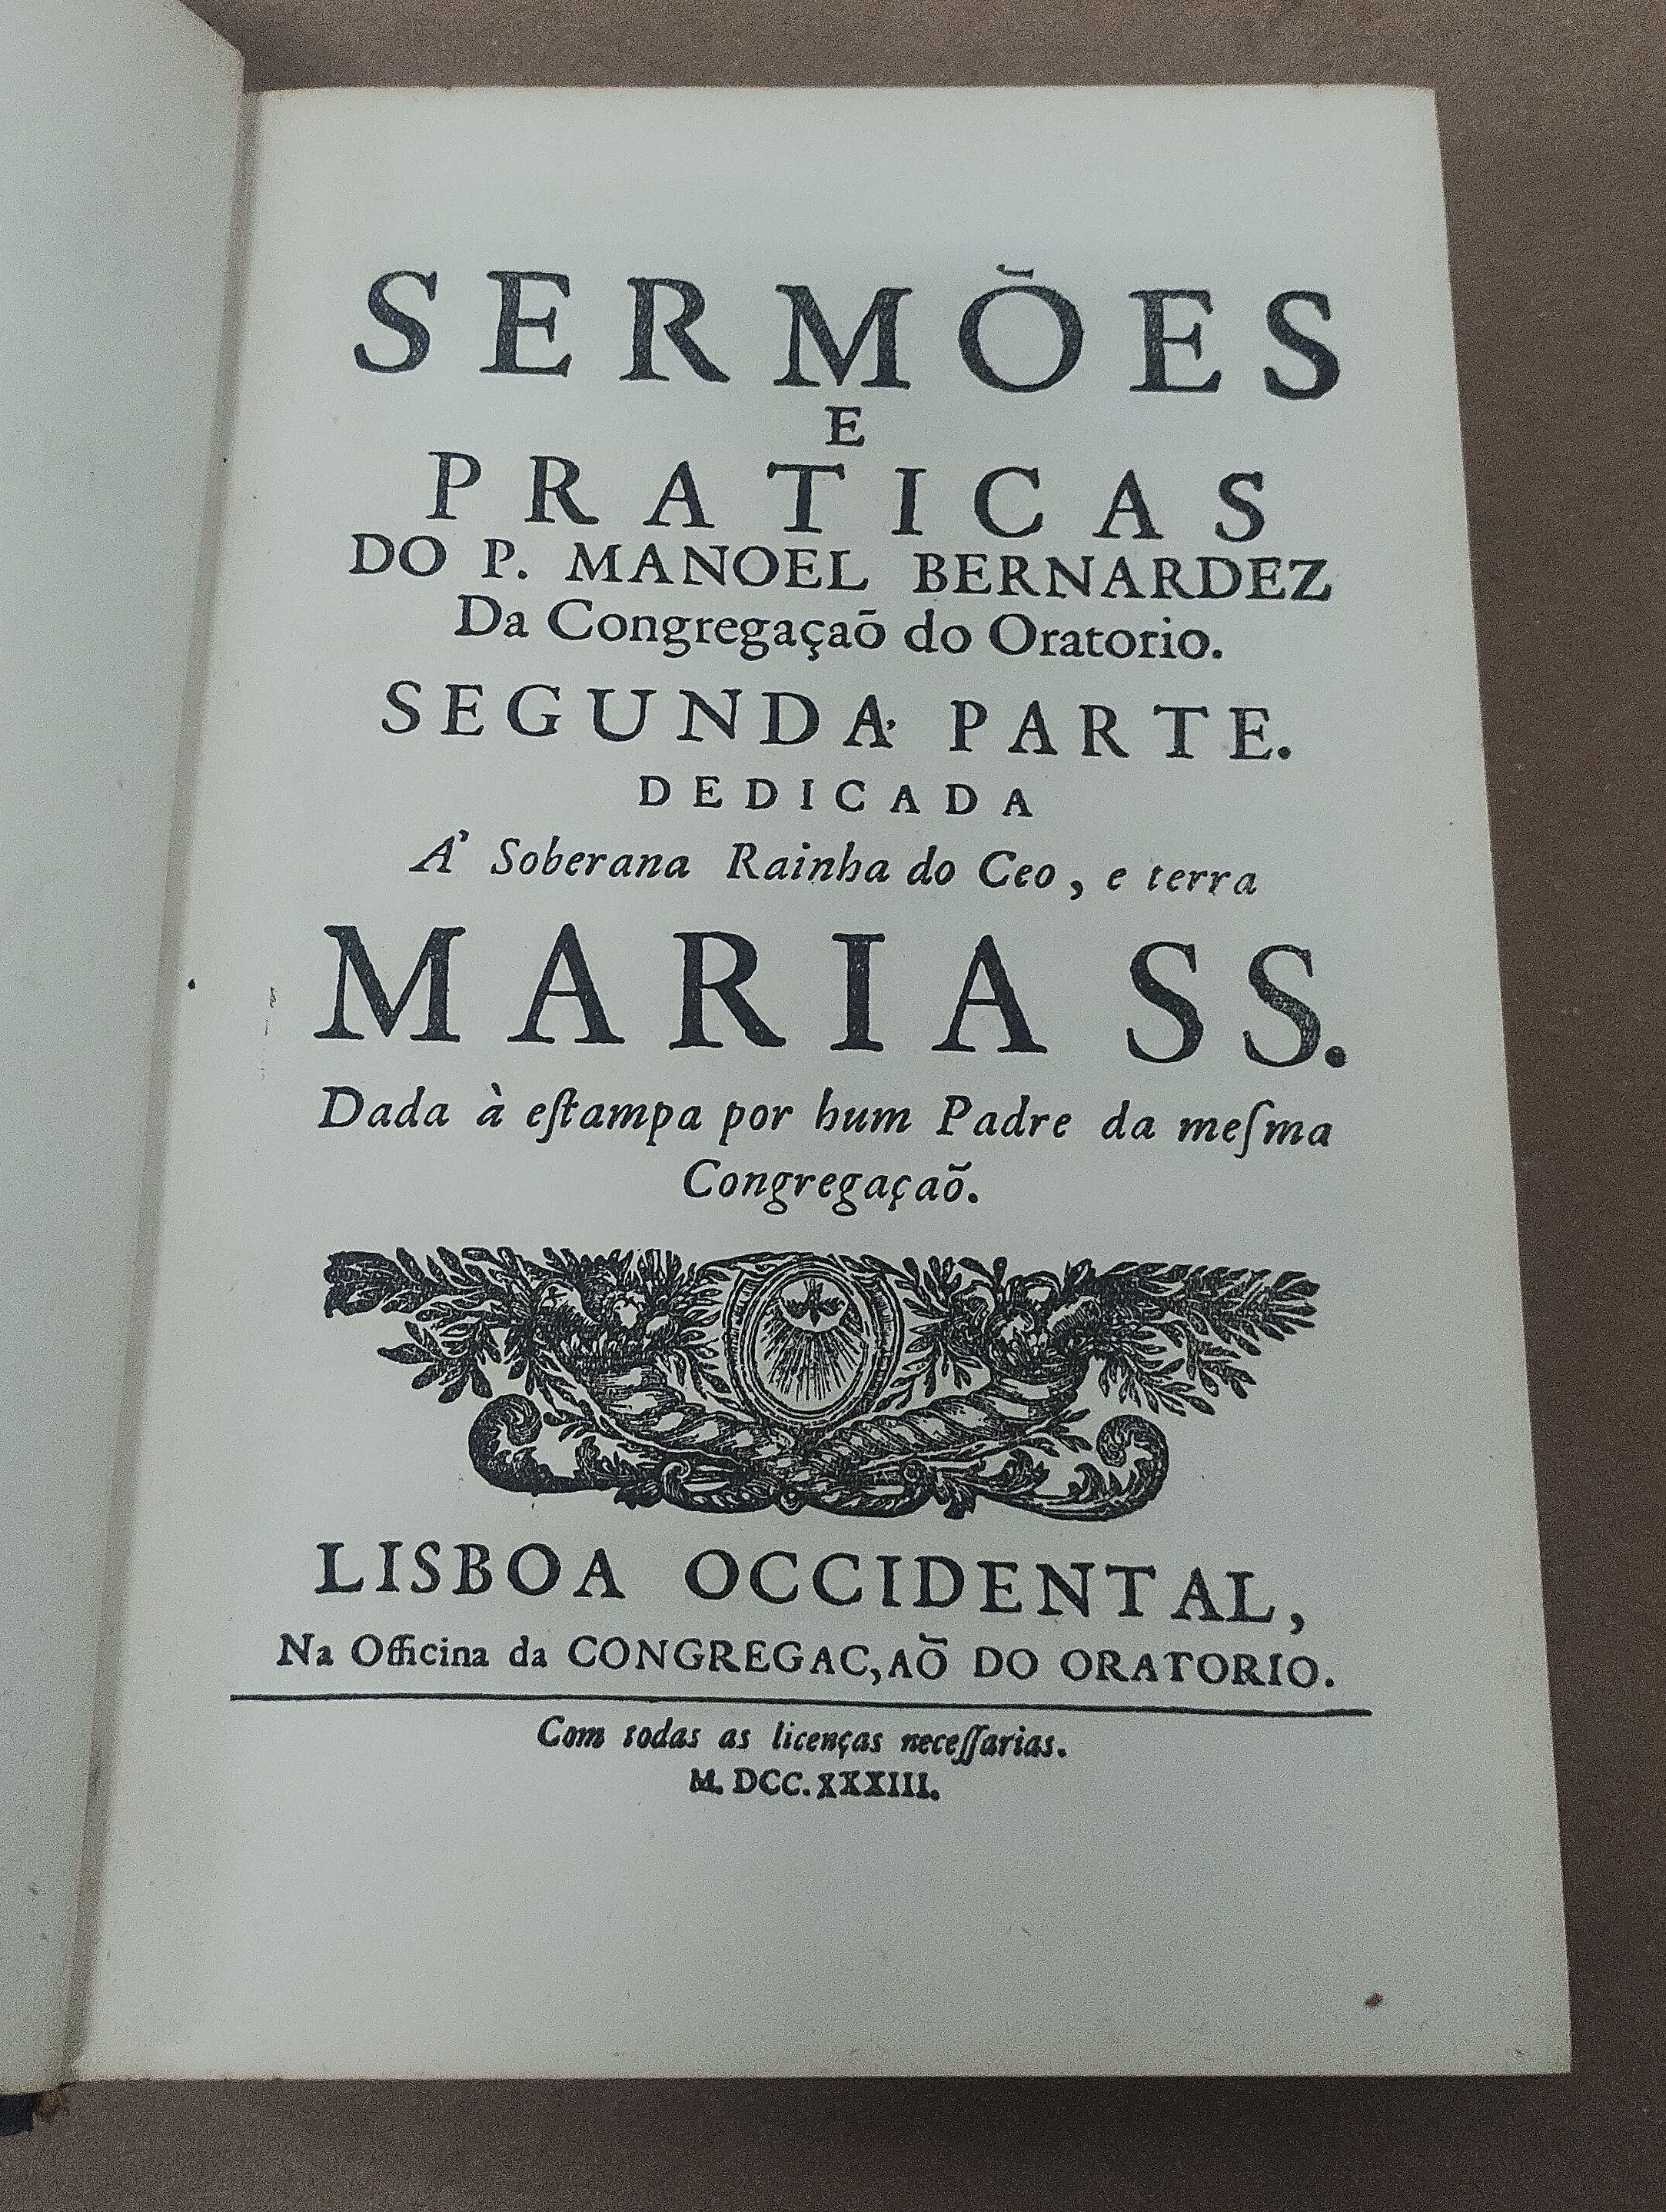 SERMÕES
E
PRATICAS
DO P. MANOEL BERNARDEZ
Da Congregaçaõ do Oratorio.
SEGUNDA PARTE.
DEDICADA
A' Soberana Rainha do Ceo, e terra
MARIA SS.
Dada à eſtampa por hum Padre da meſma
Congregaçaõ.
LISBOA OCCIDENTAL,
Na Officina da CONGREGAC,AÕ DO ORATORIO.
Com todas as licenças neceſſarias.
M. DCC. XXXIII.